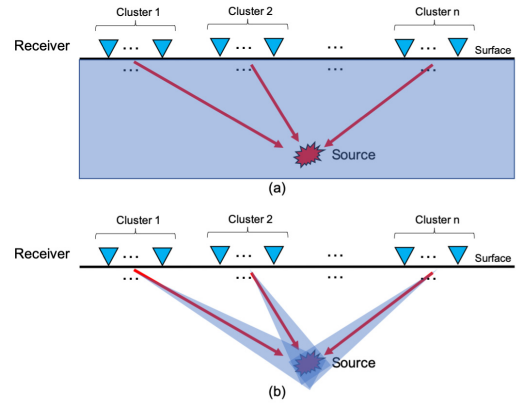 Cluster 1 Cluster 2 Cluster n
Receiver ... ... ... ... Surface
... ... ... ...
Source
(a)
Cluster 1 Cluster 2 Cluster n
Receiver ... ... ... ... Surface
... ... ... ...
Source
(b)